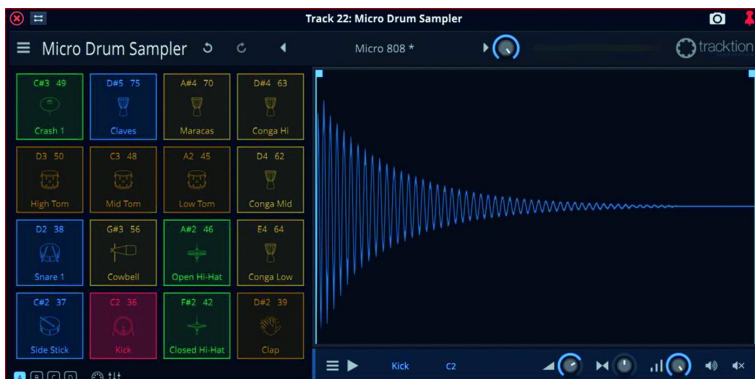 Track 22: Micro Drum Sampler
Micro Drum Sampler
Micro 808 *
tracktion
C#3 49
D#5 75
A#4 70
D#4 63
Crash 1
Claves
Maracas
Conga Hi
D3 50
C3 48
A2 45
D4 62
High Tom
Mid Tom
Low Tom
Conga Mid
D2 38
G#3 56
A#2 46
E4 64
Snare 1
Cowbell
Open Hi-Hat
Conga Low
C#2 37
C2 36
F#2 42
D#2 39
Side Stick
Kick
Closed Hi-Hat
Clap
A B C D
Kick C2